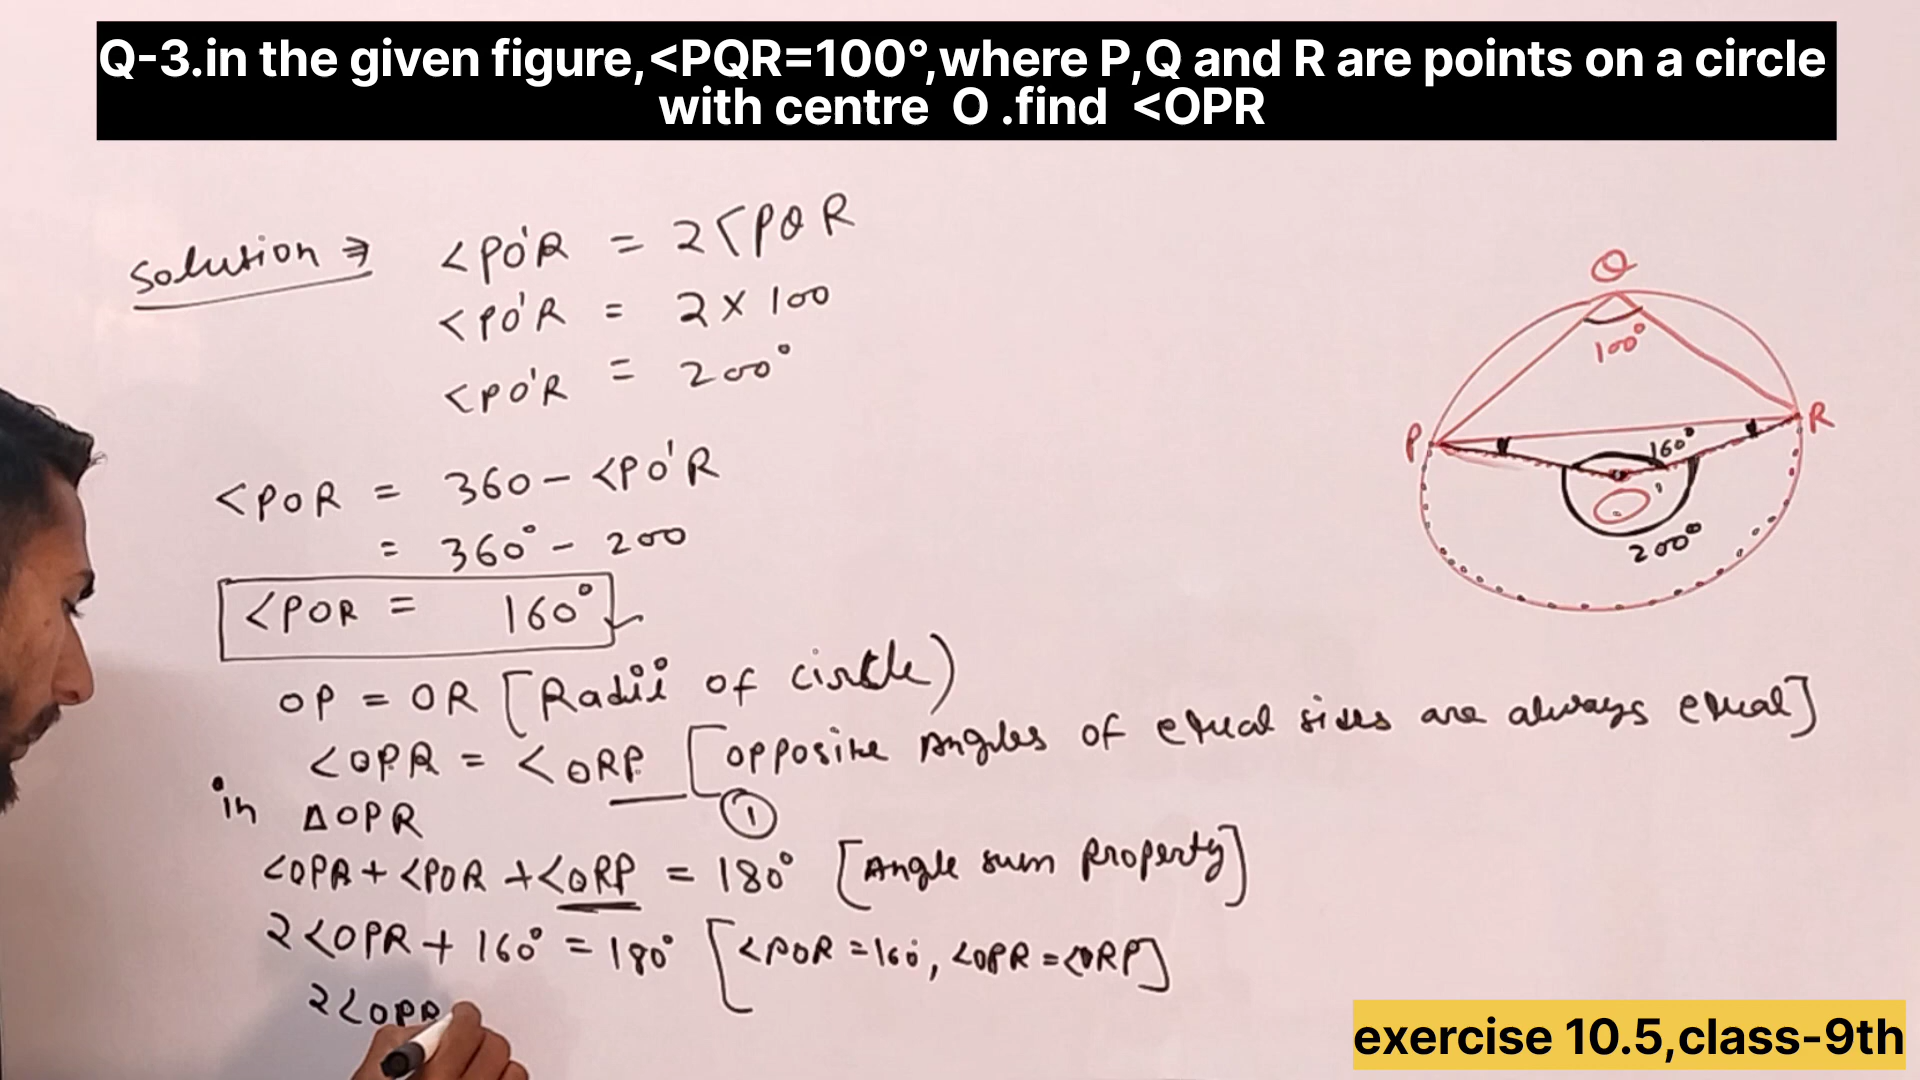 Q-3.in the given figure,<PQR=100°,where P,Q and R are points on a circle
with centre O .find <OPR
Solution ⇒ <PO'R = 2<PQR
<PO'R = 2 X 100
<PO'R = 200°
<POR = 360 - <PO'R
= 360° - 200
<POR = 160°
OP = OR [Radii of circle)
<OPR = <ORP [opposite Angles of equal sides are always equal]
①
in ΔOPR
<OPR + <POR + <ORP = 180° [Angle sum property]
2<OPR + 160° = 180° [<POR = 160, <OPR = <ORP]
2<OPR
Q
100°
P
R
160°
O
200°
exercise 10.5,class-9th